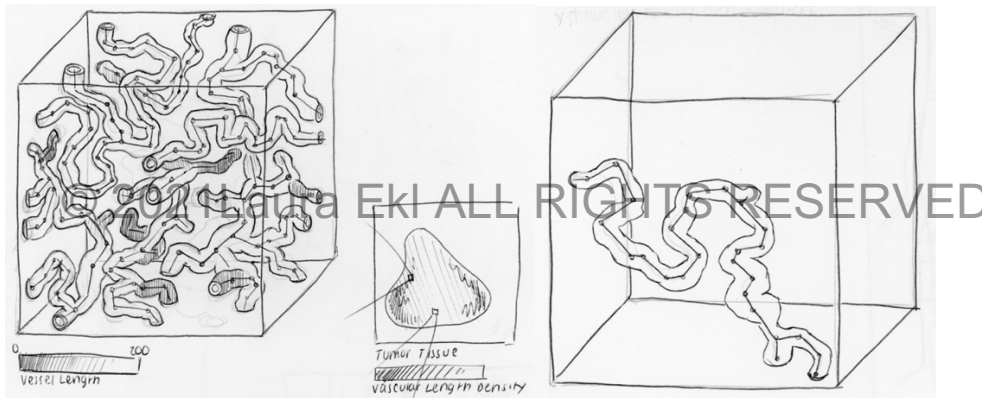 © 2021 Laura Ekl ALL RIGHTS RESERVED
0 200
Vessel Length
Tumor Tissue
Vascular Length Density